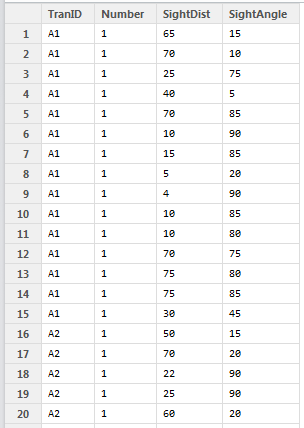 TranID Number SightDist SightAngle
1 A1 1 65 15
2 A1 1 70 10
3 A1 1 25 75
4 A1 1 40 5
5 A1 1 70 85
6 A1 1 10 90
7 A1 1 15 85
8 A1 1 5 20
9 A1 1 4 90
10 A1 1 10 85
11 A1 1 10 80
12 A1 1 70 75
13 A1 1 75 80
14 A1 1 75 85
15 A1 1 30 45
16 A2 1 50 15
17 A2 1 70 20
18 A2 1 22 90
19 A2 1 25 90
20 A2 1 60 20